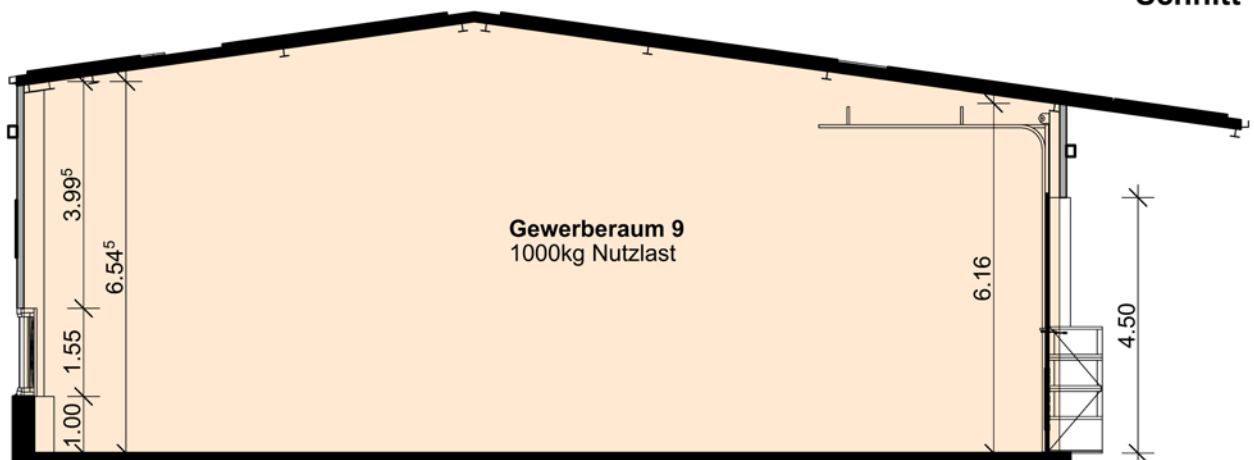 Schnitt
3.99⁵
6.54⁵
Gewerberaum 9
1000kg Nutzlast
6.16
4.50
1.55
1.00